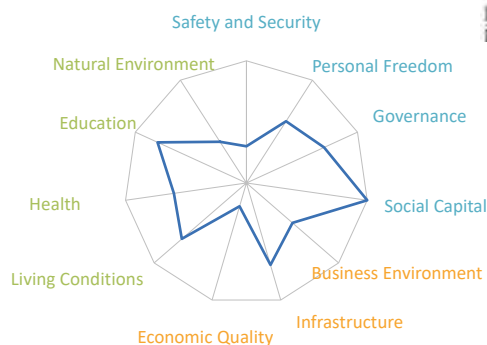 Safety and Security
Natural Environment
Personal Freedom
Education
Governance
Health
Social Capital
Living Conditions
Business Environment
Economic Quality
Infrastructure